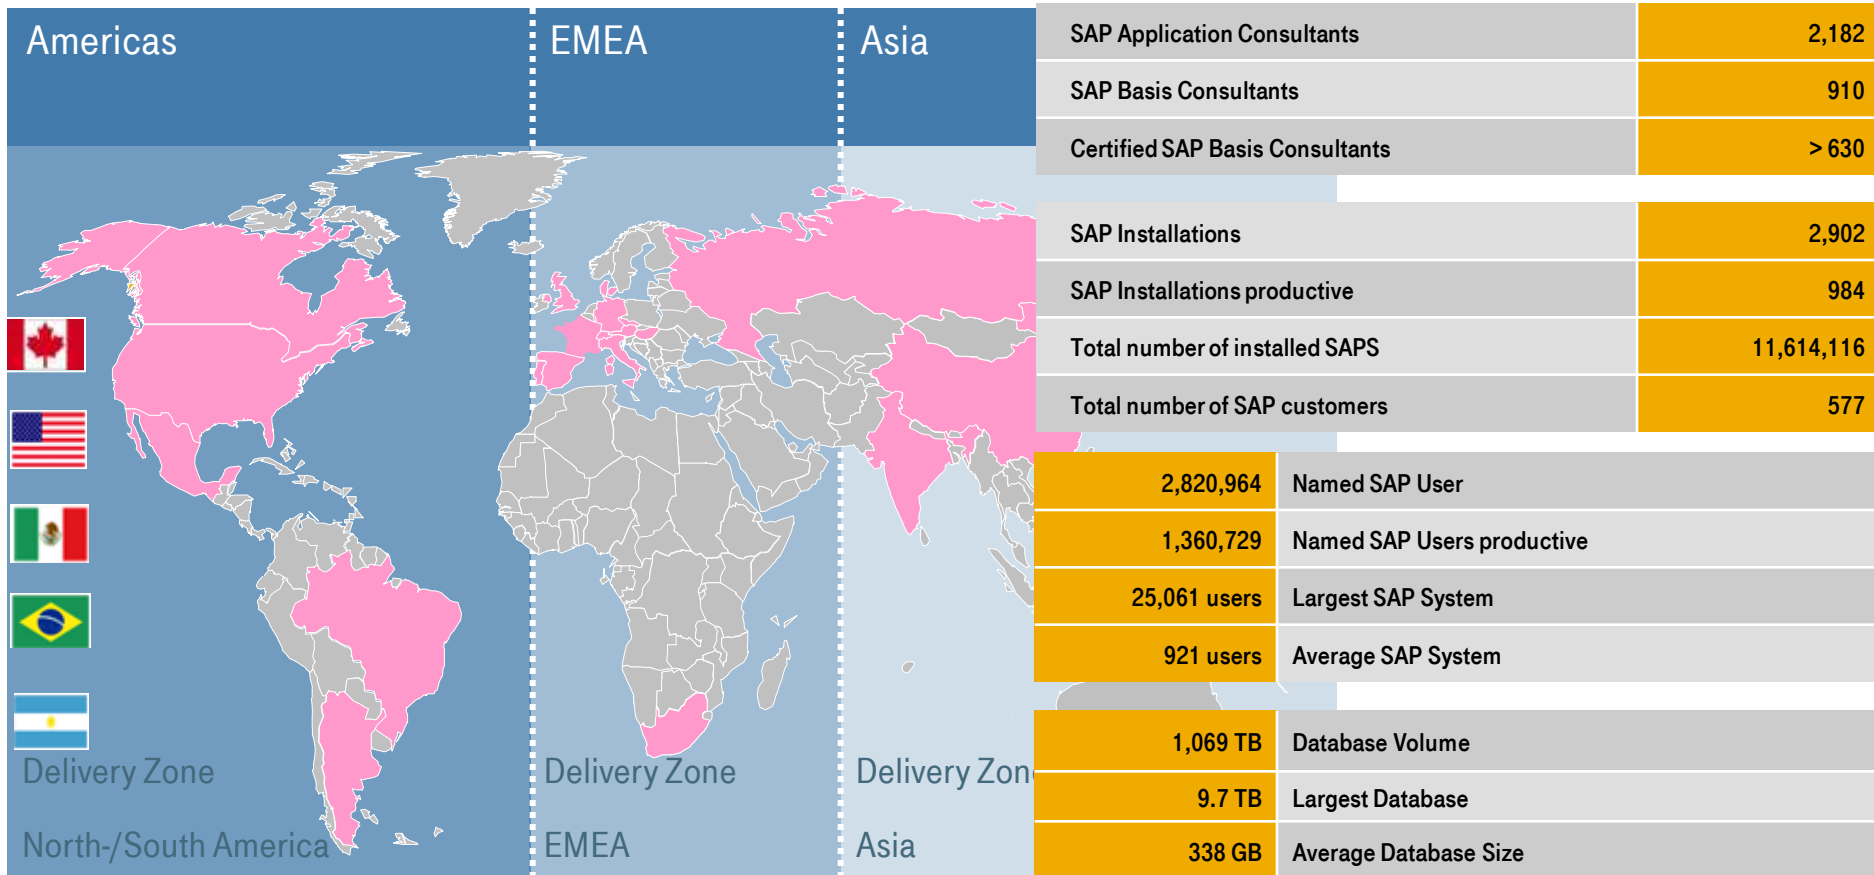 Americas
EMEA
Asia
SAP Application Consultants 2,182
SAP Basis Consultants 910
Certified SAP Basis Consultants > 630
SAP Installations 2,902
SAP Installations productive 984
Total number of installed SAPS 11,614,116
Total number of SAP customers 577
2,820,964 Named SAP User
1,360,729 Named SAP Users productive
25,061 users Largest SAP System
921 users Average SAP System
1,069 TB Database Volume
9.7 TB Largest Database
338 GB Average Database Size
Delivery Zone
North-/South America
Delivery Zone
EMEA
Delivery Zon
Asia